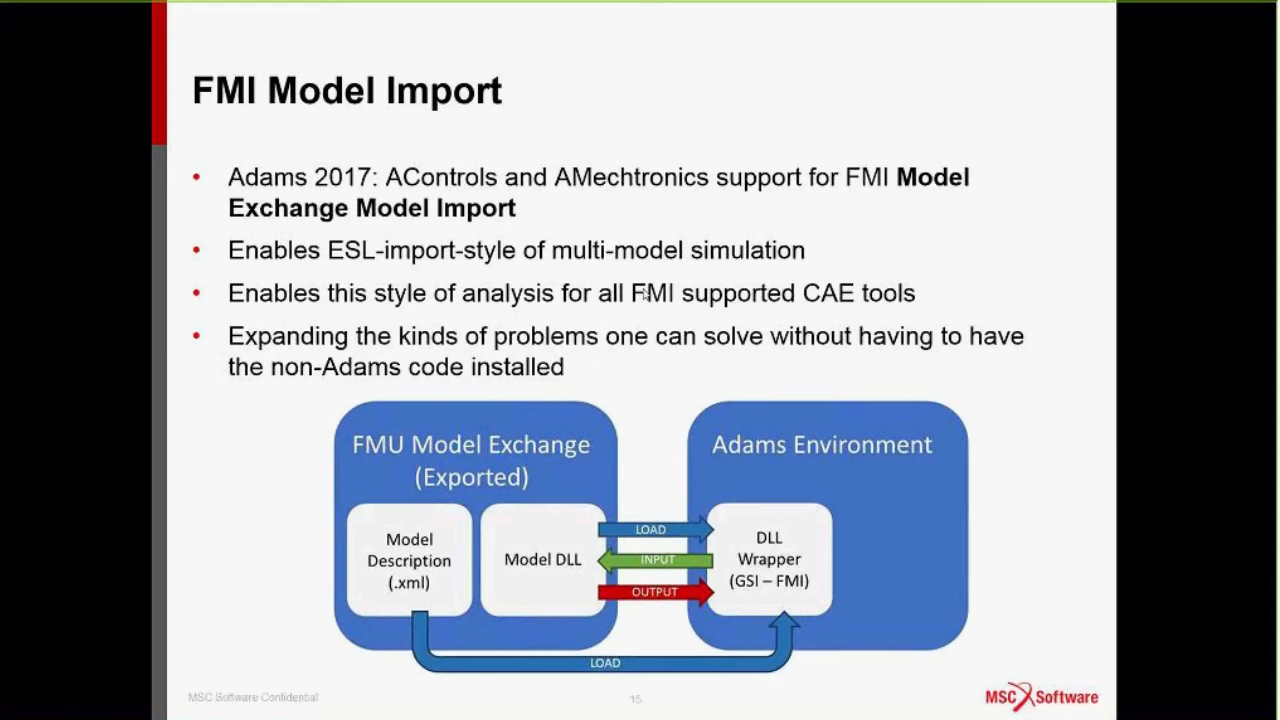 FMI Model Import
• Adams 2017: AControls and AMechtronics support for FMI Model
Exchange Model Import
• Enables ESL-import-style of multi-model simulation
• Enables this style of analysis for all FMI supported CAE tools
• Expanding the kinds of problems one can solve without having to have
the non-Adams code installed
FMU Model Exchange
(Exported)
Model
Description
(.xml)
Model DLL
LOAD
INPUT
OUTPUT
Adams Environment
DLL
Wrapper
(GSI – FMI)
LOAD
MSC Software Confidential
15
MSC Software